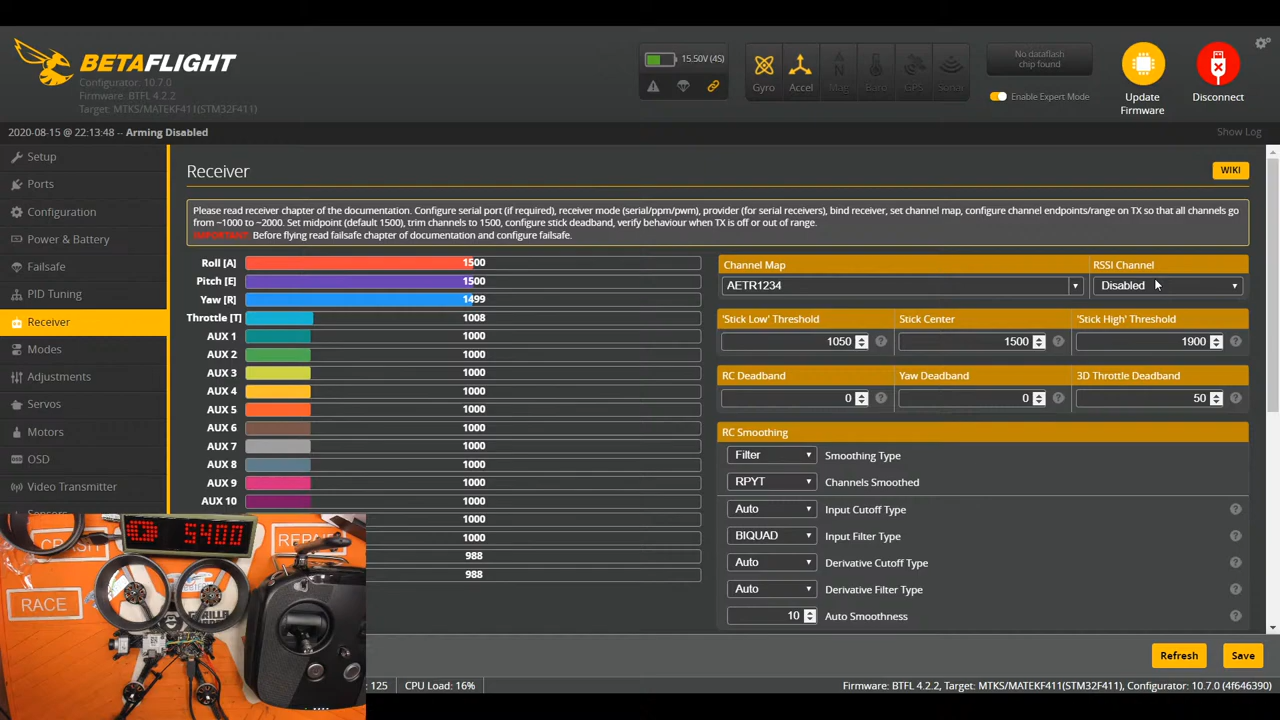 BETAFLIGHT
Configurator: 10.7.0
Firmware: BTFL 4.2.2
Target: MTKS/MATEKF411(STM32F411)
15.50V (4S)
Gyro
Accel
Mag
Baro
GPS
Sonar
No dataflash
chip found
Enable Expert Mode
Update
Firmware
Disconnect
2020-08-15 @ 22:13:48 -- Arming Disabled
Show Log
Setup
Ports
Configuration
Power & Battery
Failsafe
PID Tuning
Receiver
Modes
Adjustments
Servos
Motors
OSD
Video Transmitter
Sensors
Receiver
WIKI
Please read receiver chapter of the documentation. Configure serial port (if required), receiver mode (serial/ppm/pwm), provider (for serial receivers), bind receiver, set channel map, configure channel endpoints/range on TX so that all channels go
from ~1000 to ~2000. Set midpoint (default 1500), trim channels to 1500, configure stick deadband, verify behaviour when TX is off or out of range.
IMPORTANT: Before flying read failsafe chapter of documentation and configure failsafe.
Roll [A] 1500
Pitch [E] 1500
Yaw [R] 1499
Throttle [T] 1008
AUX 1 1000
AUX 2 1000
AUX 3 1000
AUX 4 1000
AUX 5 1000
AUX 6 1000
AUX 7 1000
AUX 8 1000
AUX 9 1000
AUX 10 1000
1000
1000
988
988
Channel Map
RSSI Channel
AETR1234
Disabled
'Stick Low' Threshold
Stick Center
'Stick High' Threshold
1050
1500
1900
RC Deadband
Yaw Deadband
3D Throttle Deadband
0
0
50
RC Smoothing
Filter Smoothing Type
RPYT Channels Smoothed
Auto Input Cutoff Type
BIQUAD Input Filter Type
Auto Derivative Cutoff Type
Auto Derivative Filter Type
10 Auto Smoothness
CRASH
5400
REPAIR
RACE
Refresh
Save
125
CPU Load: 16%
Firmware: BTFL 4.2.2, Target: MTKS/MATEKF411(STM32F411), Configurator: 10.7.0 (4f646390)